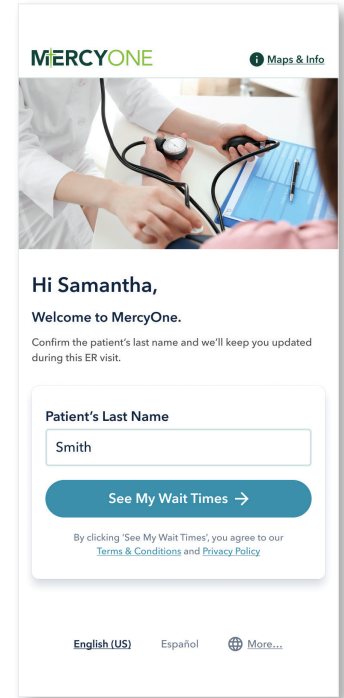 MERCYONE
Maps & Info
Hi Samantha,
Welcome to MercyOne.
Confirm the patient's last name and we'll keep you updated
during this ER visit.
Patient's Last Name
Smith
See My Wait Times →
By clicking 'See My Wait Times', you agree to our
Terms & Conditions and Privacy Policy
English (US) Español More...